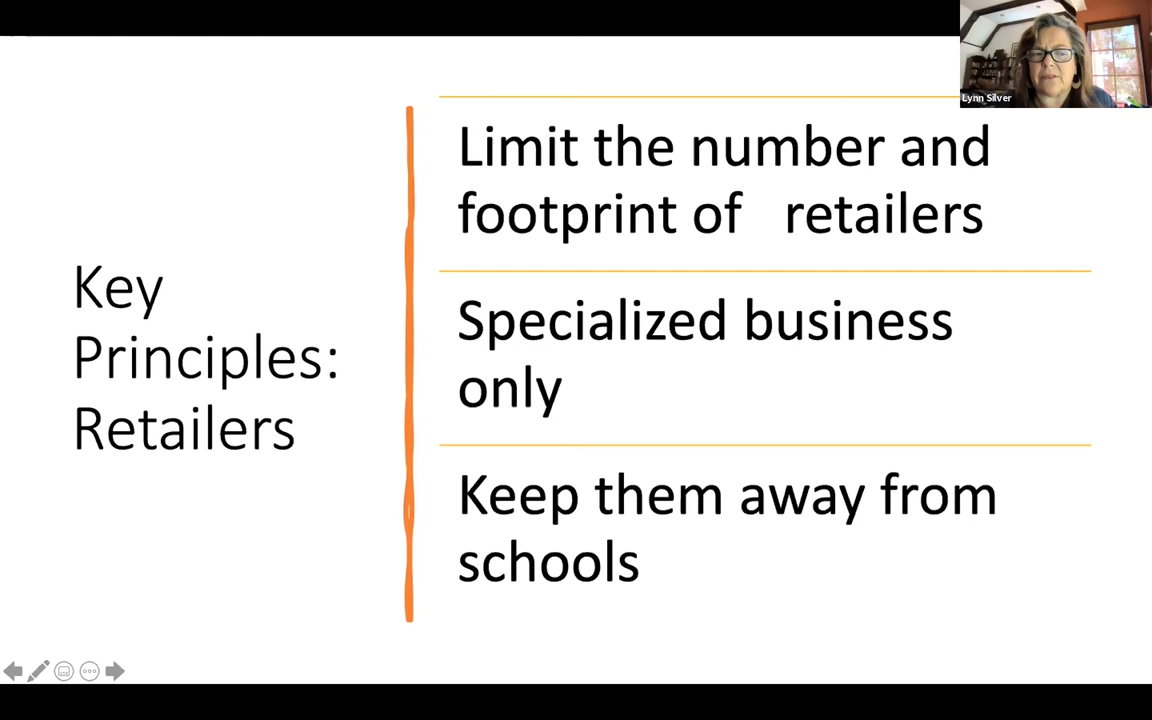 Lynn Silver
Key
Principles:
Retailers
Limit the number and
footprint of   retailers
Specialized business
only
Keep them away from
schools